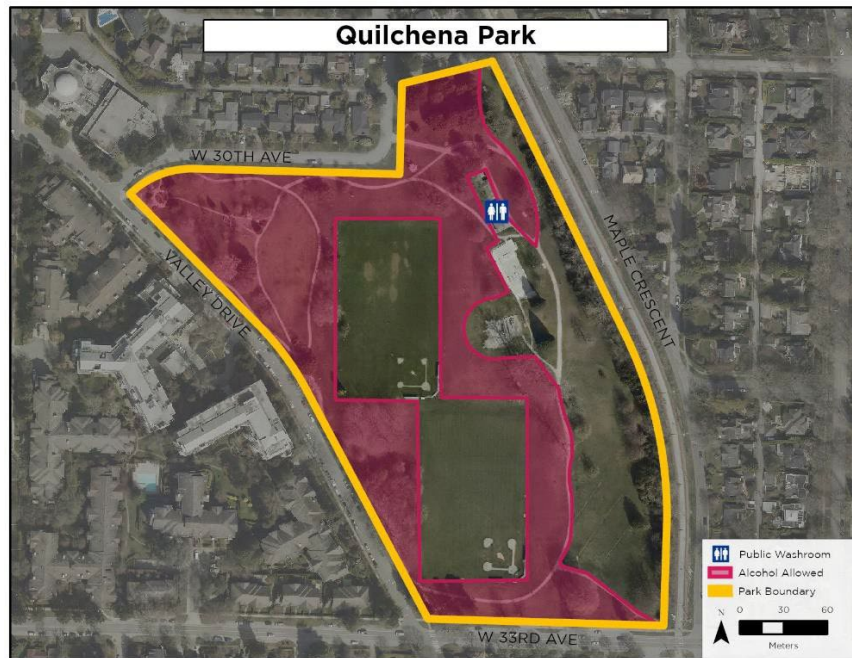 Quilchena Park
W 30TH AVE
VALLEY DRIVE
MAPLE CRESCENT
W 33RD AVE
Public Washroom
Alcohol Allowed
Park Boundary
N
0 30 60
Meters